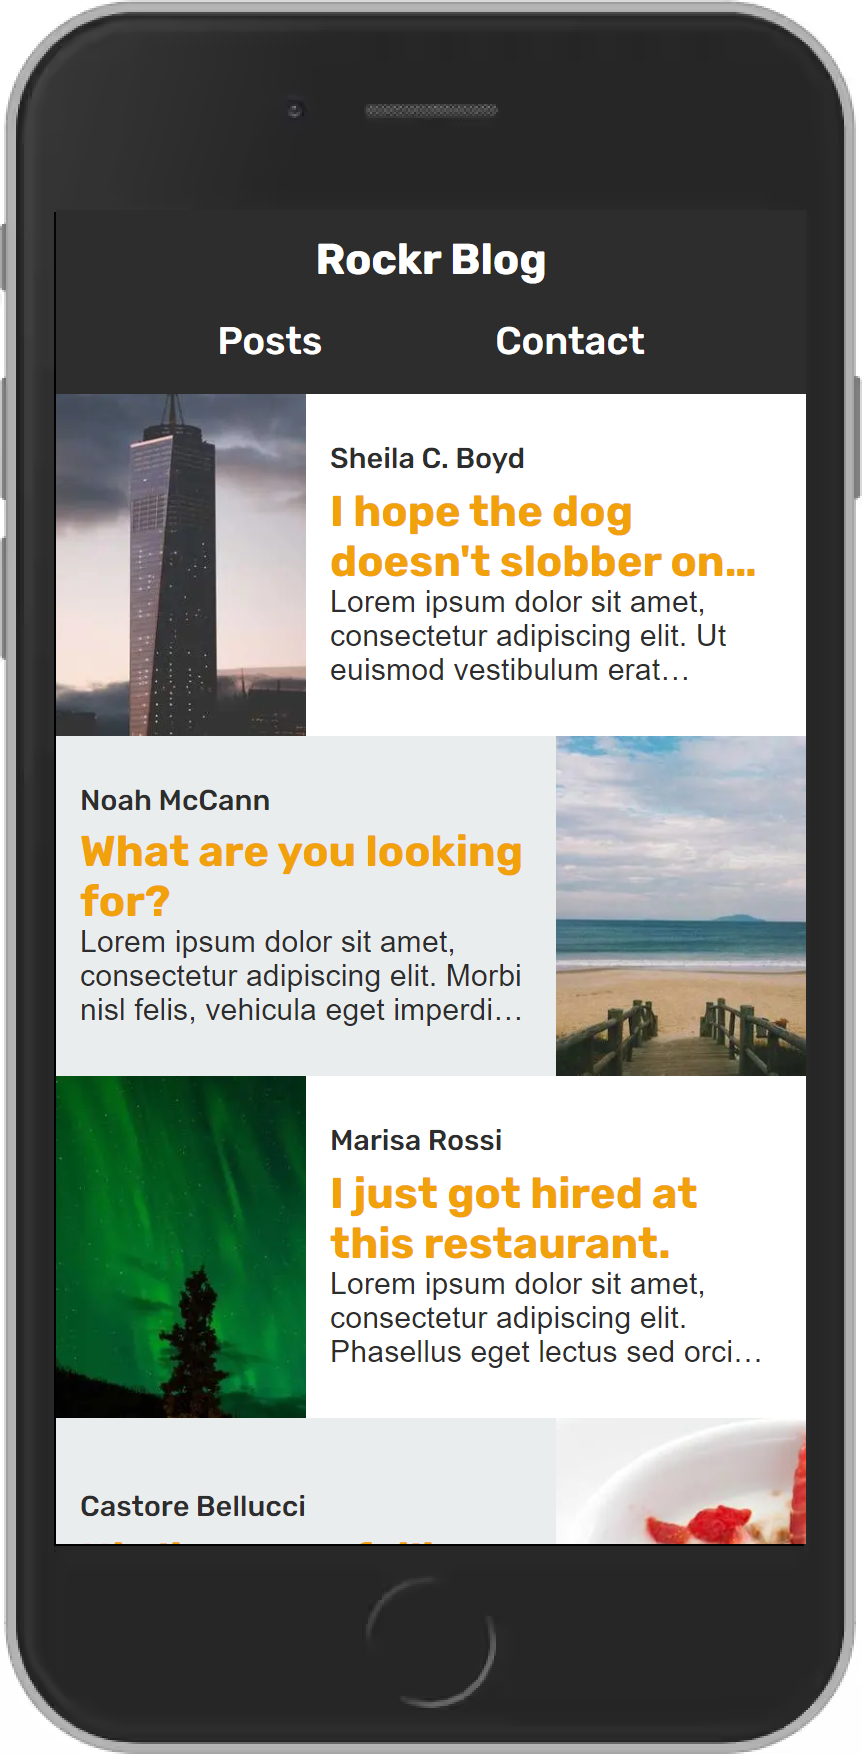 Rockr Blog
Posts Contact
Sheila C. Boyd
I hope the dog
doesn't slobber on...
Lorem ipsum dolor sit amet,
consectetur adipiscing elit. Ut
euismod vestibulum erat...
Noah McCann
What are you looking
for?
Lorem ipsum dolor sit amet,
consectetur adipiscing elit. Morbi
nisl felis, vehicula eget imperdi...
Marisa Rossi
I just got hired at
this restaurant.
Lorem ipsum dolor sit amet,
consectetur adipiscing elit.
Phasellus eget lectus sed orci...
Castore Bellucci